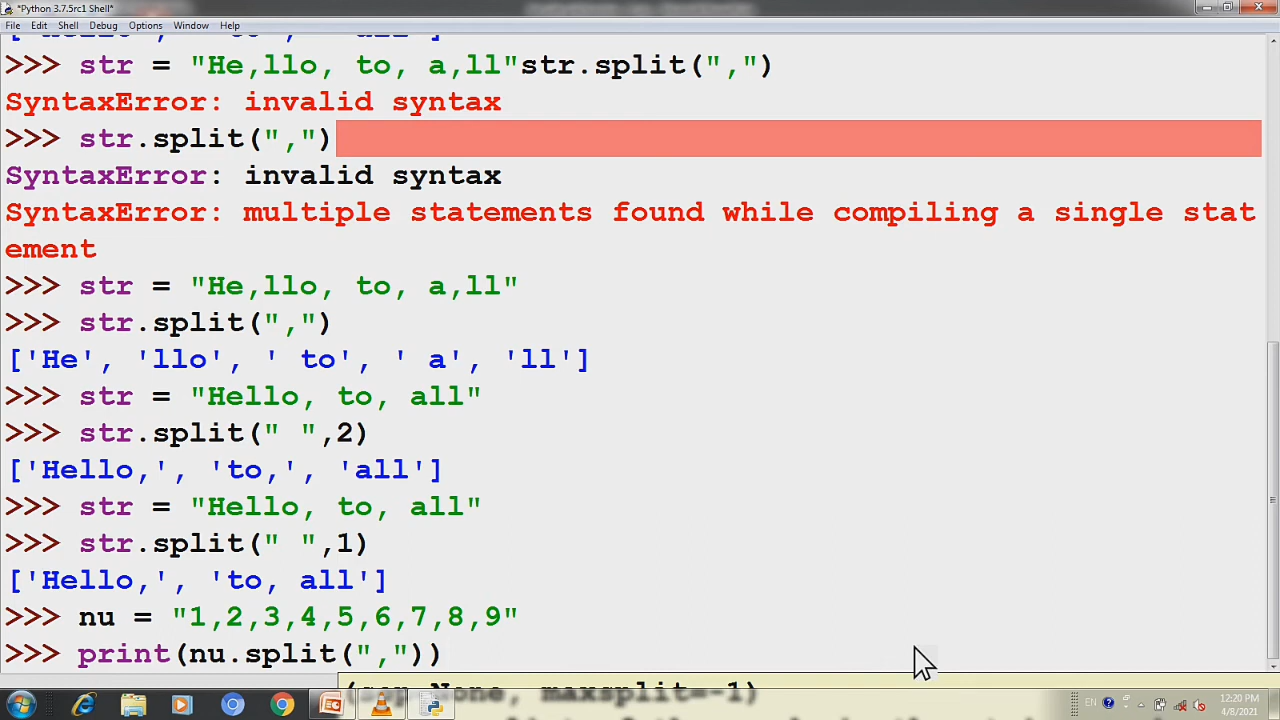 *Python 3.7.5rc1 Shell*
File Edit Shell Debug Options Window Help
>>> str = "He,llo, to, a,ll"str.split(",")
SyntaxError: invalid syntax
>>> str.split(",")
SyntaxError: invalid syntax
SyntaxError: multiple statements found while compiling a single stat
ement
>>> str = "He,llo, to, a,ll"
>>> str.split(",")
['He', 'llo', ' to', ' a', 'll']
>>> str = "Hello, to, all"
>>> str.split(" ",2)
['Hello,', 'to,', 'all']
>>> str = "Hello, to, all"
>>> str.split(" ",1)
['Hello,', 'to, all']
>>> nu = "1,2,3,4,5,6,7,8,9"
>>> print(nu.split(","))
None, maxsplit=-1)
EN
12:20 PM
4/8/2021